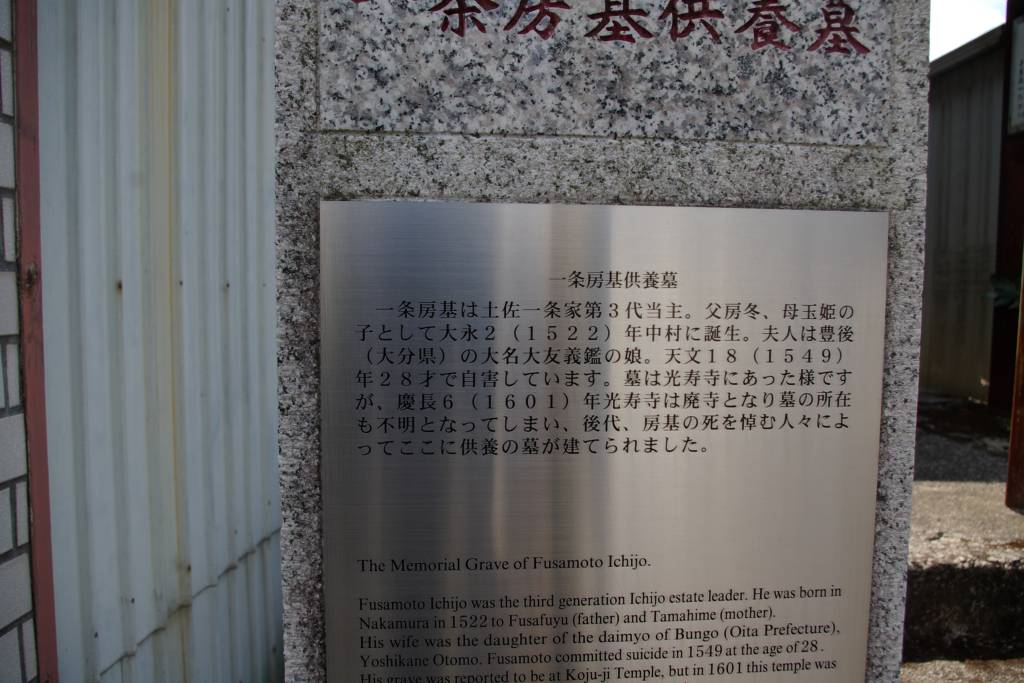 一条房基供養墓
一条房基供養墓
一条房基は土佐一条家第３代当主。父房冬、母玉姫の
子として大永２（１５２２）年中村に誕生。夫人は豊後
（大分県）の大名大友義鑑の娘。天文１８（１５４９）
年２８才で自害しています。墓は光寿寺にあった様です
が、慶長６（１６０１）年光寿寺は廃寺となり墓の所在
も不明となってしまい、後代、房基の死を悼む人々によ
ってここに供養の墓が建てられました。
The Memorial Grave of Fusamoto Ichijo.
Fusamoto Ichijo was the third generation Ichijo estate leader. He was born in
Nakamura in 1522 to Fusafuyu (father) and Tamahime (mother).
His wife was the daughter of the daimyo of Bungo (Oita Prefecture),
Yoshikane Otomo. Fusamoto committed suicide in 1549 at the age of 28.
His grave was reported to be at Koju-ji Temple, but in 1601 this temple was